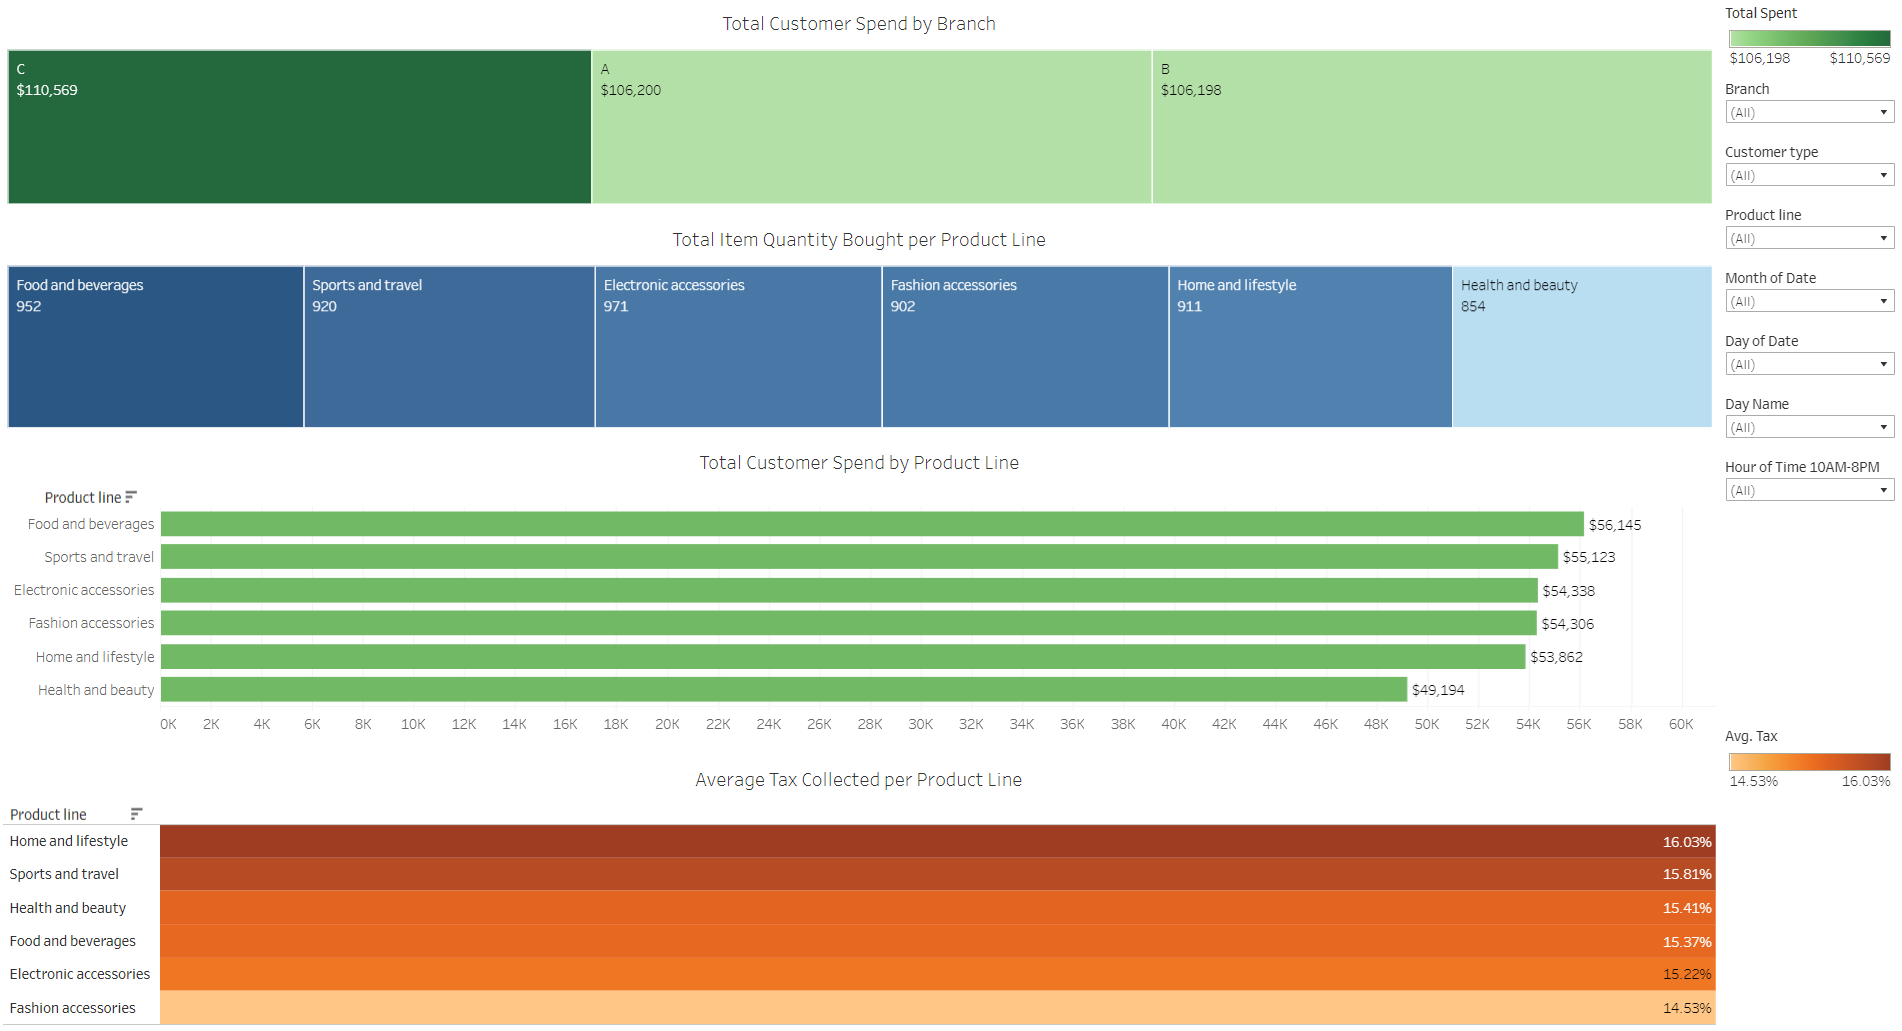 Total Customer Spend by Branch
C
$110,569
A
$106,200
B
$106,198
Total Item Quantity Bought per Product Line
Food and beverages
952
Sports and travel
920
Electronic accessories
971
Fashion accessories
902
Home and lifestyle
911
Health and beauty
854
Total Customer Spend by Product Line
Product line
Food and beverages $56,145
Sports and travel $55,123
Electronic accessories $54,338
Fashion accessories $54,306
Home and lifestyle $53,862
Health and beauty $49,194
0K 2K 4K 6K 8K 10K 12K 14K 16K 18K 20K 22K 24K 26K 28K 30K 32K 34K 36K 38K 40K 42K 44K 46K 48K 50K 52K 54K 56K 58K 60K
Average Tax Collected per Product Line
Product line
Home and lifestyle 16.03%
Sports and travel 15.81%
Health and beauty 15.41%
Food and beverages 15.37%
Electronic accessories 15.22%
Fashion accessories 14.53%
Total Spent
$106,198 $110,569
Branch
(All)
Customer type
(All)
Product line
(All)
Month of Date
(All)
Day of Date
(All)
Day Name
(All)
Hour of Time 10AM-8PM
(All)
Avg. Tax
14.53% 16.03%